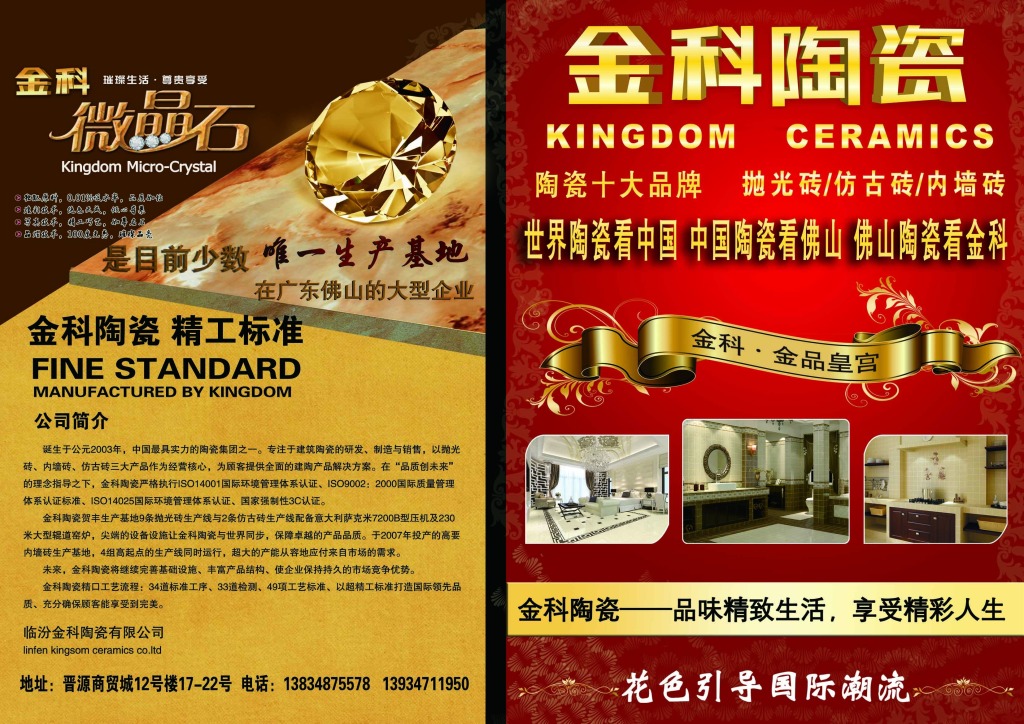 金科 璀璨生活·尊贵享受
微晶石
Kingdom Micro-Crystal
是目前少数 唯一生产基地
在广东佛山的大型企业
金科陶瓷 精工标准
FINE STANDARD
MANUFACTURED BY KINGDOM
公司简介
诞生于公元2003年，中国最具实力的陶瓷集团之一。专注于建筑陶瓷的研发、制造与销售，以抛光
砖、内墙砖、仿古砖三大产品作为经营核心，为顾客提供全面的建陶产品解决方案。在“品质创未来”
的理念指导之下，金科陶瓷严格执行ISO14001国际环境管理体系认证、ISO9002：2000国际质量管理
体系认证标准、ISO14025国际环境管理体系认证、国家强制性3C认证。
金科陶瓷贺丰生产基地9条抛光砖生产线与2条仿古砖生产线配备意大利萨克米7200B型压机及230
米大型辊道窑炉，尖端的设备设施让金科陶瓷与世界同步，保障卓越的产品品质。于2007年投产的高要
内墙砖生产基地，4组高起点的生产线同时运行，超大的产能从容地应付来自市场的需求。
未来，金科陶瓷将继续完善基础设施、丰富产品结构、使企业保持持久的市场竞争优势。
金科陶瓷精口工艺流程：34道标准工序、33道检测、49项工艺标准、以超精工标准打造国际领先品
质、充分确保顾客能享受到完美。
临汾金科陶瓷有限公司
linfen kingsom ceramics co.ltd
地址：晋源商贸城12号楼17-22号 电话：13834875578 13934711950
金科陶瓷
KINGDOM CERAMICS
陶瓷十大品牌 抛光砖/仿古砖/内墙砖
世界陶瓷看中国 中国陶瓷看佛山 佛山陶瓷看金科
金科·金品皇宫
金科陶瓷——品味精致生活，享受精彩人生
花色引导国际潮流